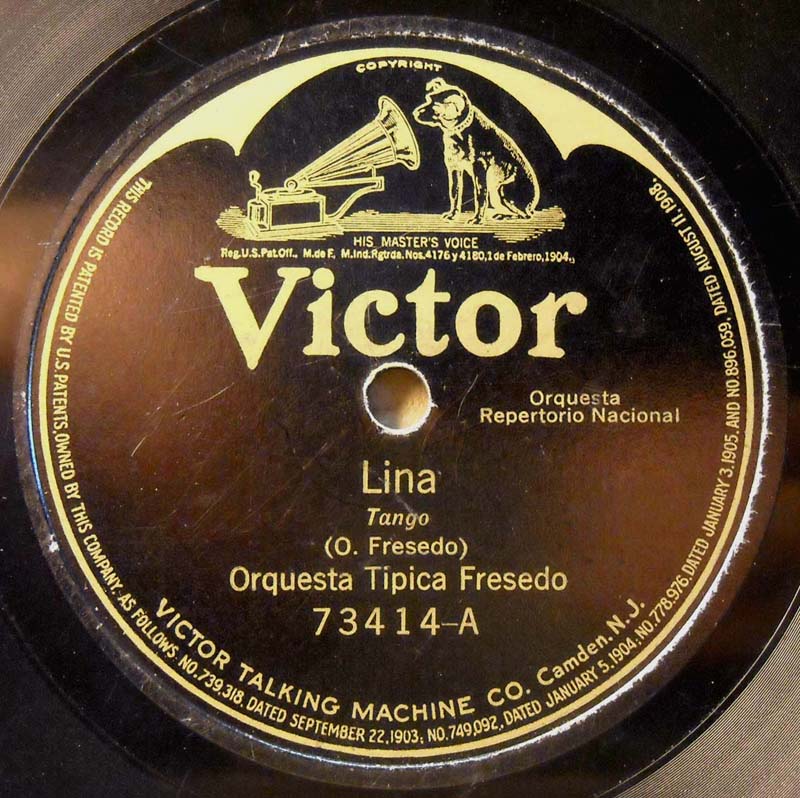 COPYRIGHT
HIS MASTER'S VOICE
Reg.U.S.Pat.Off., M.de F. M.Ind.Rgtrda.Nos.4176 y 4180,1 de Febrero,1904.
Victor
Orquesta
Repertorio Nacional
Lina
Tango
(O. Fresedo)
Orquesta Tipica Fresedo
73414-A
VICTOR TALKING MACHINE CO. Camden. N. J.
THIS RECORD IS PATENTED BY U.S. PATENTS, OWNED BY THIS COMPANY. AS FOLLOWS. NO.739,318, DATED SEPTEMBER 22,1903; NO.749,092, DATED JANUARY 5,1904; NO.778,976, DATED JANUARY 3,1905. AND NO.896,059, DATED AUGUST 11,1908.